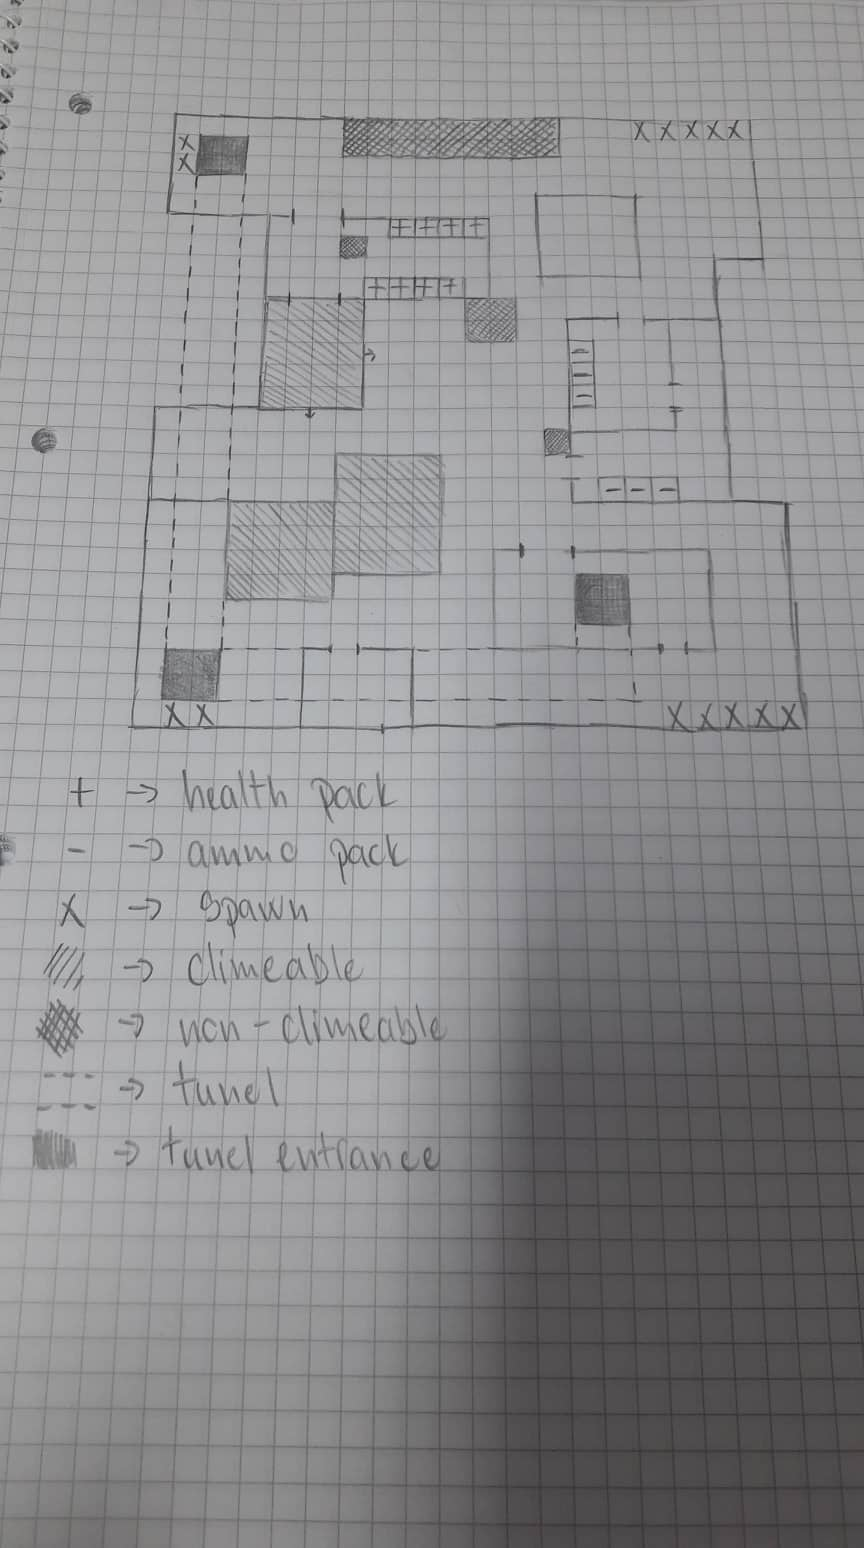 X X X X X
X
X
+ + + +
+ + + +
-
-
-
- - -
X X
X X X X X
+ -> health pack
- -> ammo pack
X -> spawn
-> climeable
-> non-climeable
-> tunel
-> tunel entrance